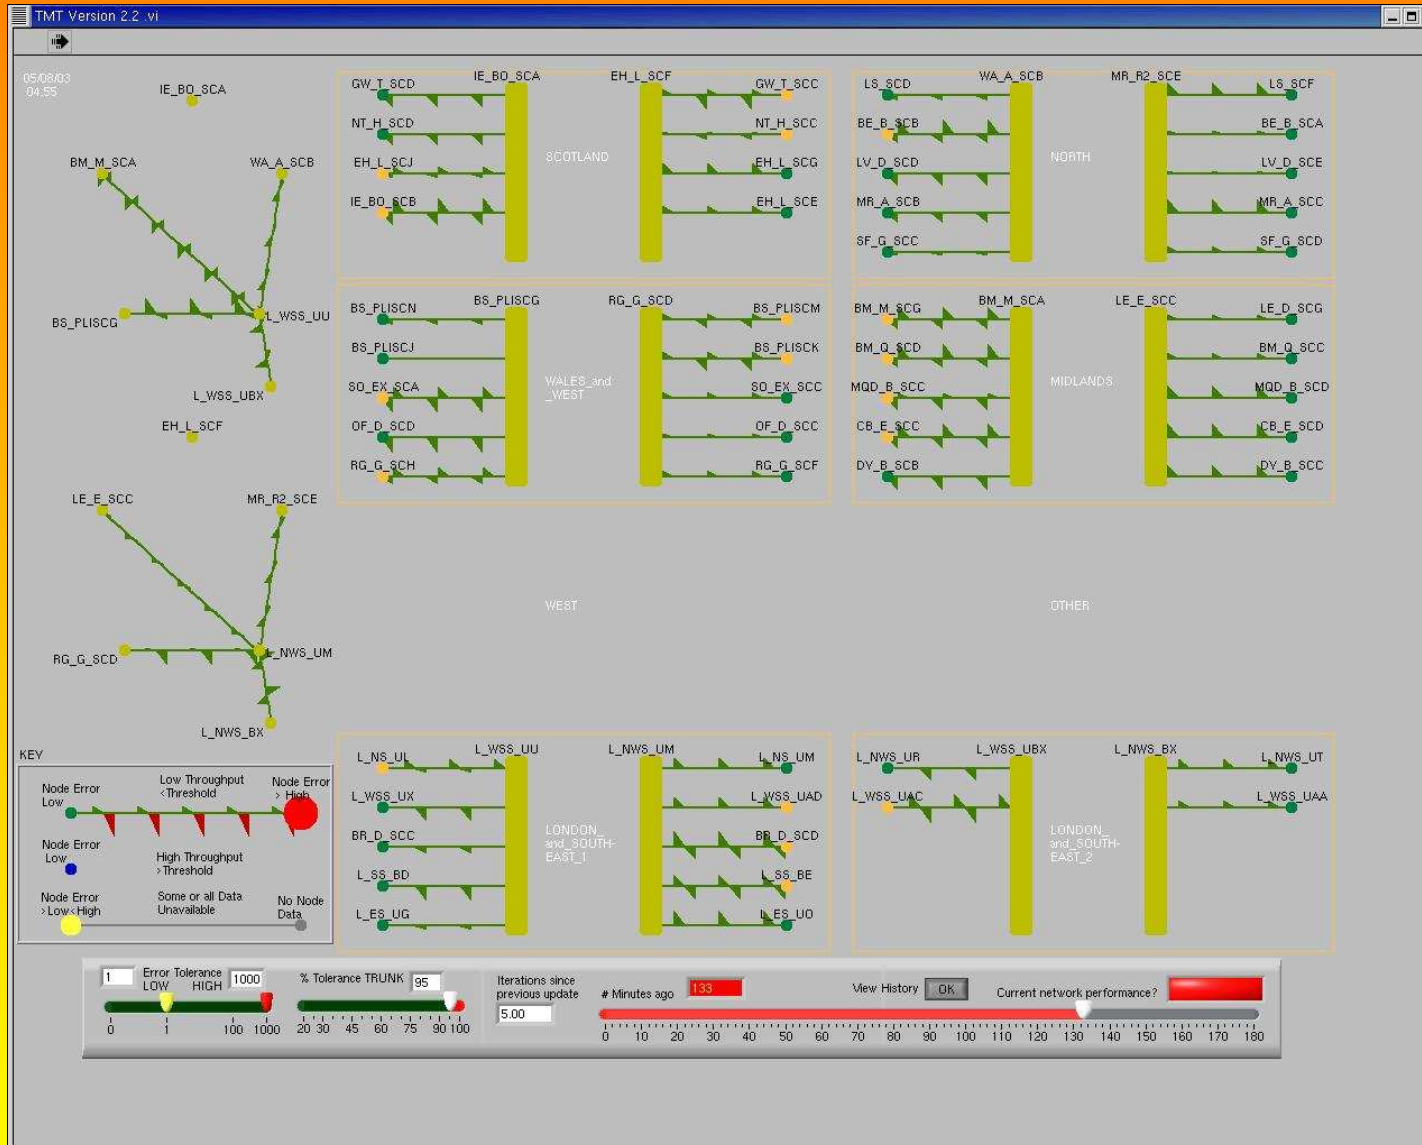 TMT Version 2.2 .vi
05/08/03
04:55
IE_BO_SCA
BM_M_SCA
WA_A_SCB
BS_PLISCG
L_WSS_UU
L_WSS_UBX
EH_L_SCF
LE_E_SCC
MR_R2_SCE
RG_G_SCD
L_NWS_UM
L_NWS_BX
IE_BO_SCA
EH_L_SCF
GW_T_SCD
GW_T_SCC
NT_H_SCD
NT_H_SCC
SCOTLAND
EH_L_SCJ
EH_L_SCG
IE_BO_SCB
EH_L_SCE
WA_A_SCB
MR_R2_SCE
LS_SCD
LS_SCF
BE_B_SCB
BE_B_SCA
NORTH
LV_D_SCD
LV_D_SCE
MR_A_SCB
MR_A_SCC
SF_G_SCC
SF_G_SCD
BS_PLISCG
RG_G_SCD
BS_PLISCN
BS_PLISCM
BS_PLISCJ
BS_PLISCK
WALES_and
_WEST
SO_EX_SCA
SO_EX_SCC
OF_D_SCD
OF_D_SCC
RG_G_SCH
RG_G_SCF
BM_M_SCA
LE_E_SCC
BM_M_SCG
LE_D_SCG
BM_Q_SCD
BM_Q_SCC
MIDLANDS
MQD_B_SCC
MQD_B_SCD
CB_E_SCC
CB_E_SCD
DY_B_SCB
DY_B_SCC
WEST
OTHER
L_WSS_UU
L_NWS_UM
L_NS_UL
L_NS_UM
L_WSS_UX
L_WSS_UAD
LONDON_
and_SOUTH-
EAST_1
BR_D_SCC
BR_D_SCD
L_SS_BD
L_SS_BE
L_ES_UG
L_ES_UO
L_WSS_UBX
L_NWS_BX
L_NWS_UR
L_NWS_UT
L_WSS_UAC
L_WSS_UAA
LONDON_
and_SOUTH-
EAST_2
KEY
Node Error
Low
Low Throughput
<Threshold
Node Error
> High
Node Error
Low
High Throughput
>Threshold
Node Error
>Low<High
Some or all Data
Unavailable
No Node
Data
1
Error Tolerance
LOW HIGH
1000
0 1 100 1000
% Tolerance TRUNK
95
20 30 45 60 75 90 100
Iterations since
previous update
5.00
# Minutes ago
133
View History
OK
Current network performance?
0 10 20 30 40 50 60 70 80 90 100 110 120 130 140 150 160 170 180